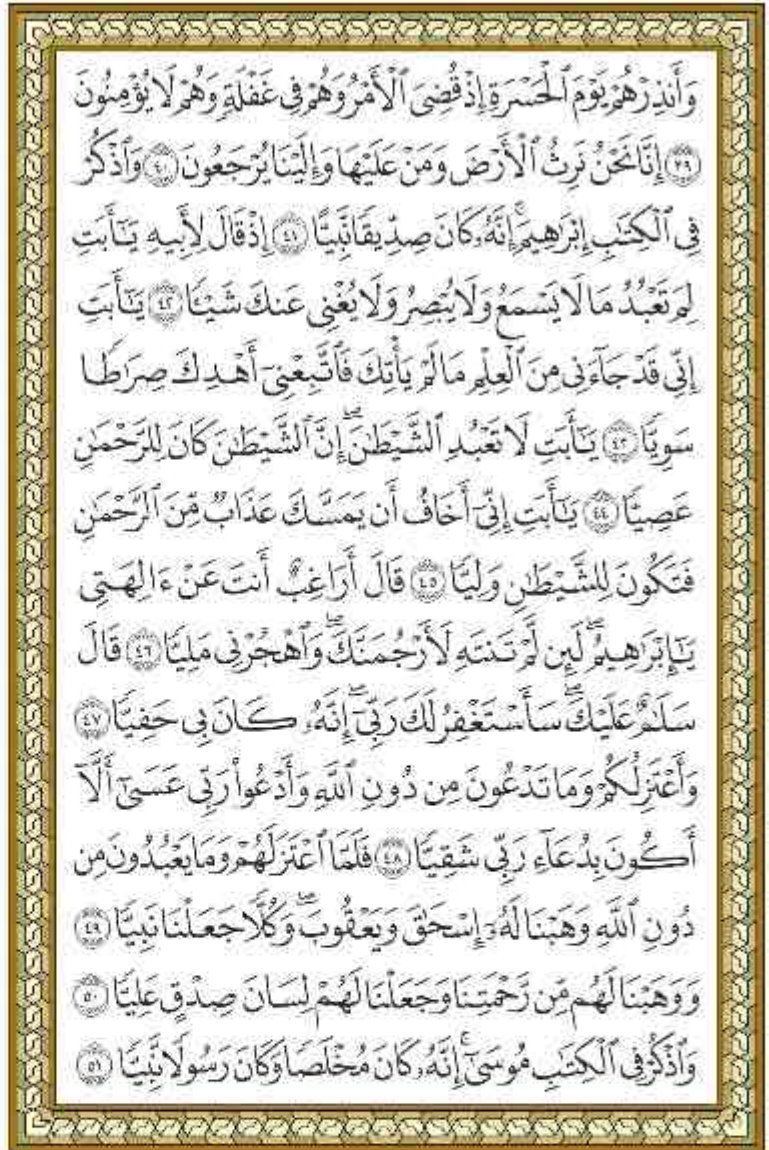 وَأَنذِرْهُمْ يَوْمَ ٱلْحَسْرَةِ إِذْ قُضِىَ ٱلْأَمْرُ وَهُمْ فِى غَفْلَةٍ وَهُمْ لَا يُؤْمِنُونَ
﴿٣٩﴾ إِنَّا نَحْنُ نَرِثُ ٱلْأَرْضَ وَمَنْ عَلَيْهَا وَإِلَيْنَا يُرْجَعُونَ ﴿٤٠﴾ وَٱذْكُرْ
فِى ٱلْكِتَٰبِ إِبْرَٰهِيمَ ۚ إِنَّهُۥ كَانَ صِدِّيقًا نَّبِيًّا ﴿٤١﴾ إِذْ قَالَ لِأَبِيهِ يَٰٓأَبَتِ
لِمَ تَعْبُدُ مَا لَا يَسْمَعُ وَلَا يُبْصِرُ وَلَا يُغْنِى عَنكَ شَيْـًٔا ﴿٤٢﴾ يَٰٓأَبَتِ
إِنِّى قَدْ جَآءَنِى مِنَ ٱلْعِلْمِ مَا لَمْ يَأْتِكَ فَٱتَّبِعْنِىٓ أَهْدِكَ صِرَٰطًا
سَوِيًّا ﴿٤٣﴾ يَٰٓأَبَتِ لَا تَعْبُدِ ٱلشَّيْطَٰنَ ۖ إِنَّ ٱلشَّيْطَٰنَ كَانَ لِلرَّحْمَٰنِ
عَصِيًّا ﴿٤٤﴾ يَٰٓأَبَتِ إِنِّىٓ أَخَافُ أَن يَمَسَّكَ عَذَابٌ مِّنَ ٱلرَّحْمَٰنِ
فَتَكُونَ لِلشَّيْطَٰنِ وَلِيًّا ﴿٤٥﴾ قَالَ أَرَاغِبٌ أَنتَ عَنْ ءَالِهَتِى
يَٰٓإِبْرَٰهِيمُ ۖ لَئِن لَّمْ تَنتَهِ لَأَرْجُمَنَّكَ ۖ وَٱهْجُرْنِى مَلِيًّا ﴿٤٦﴾ قَالَ
سَلَٰمٌ عَلَيْكَ ۖ سَأَسْتَغْفِرُ لَكَ رَبِّىٓ ۖ إِنَّهُۥ كَانَ بِى حَفِيًّا ﴿٤٧﴾
وَأَعْتَزِلُكُمْ وَمَا تَدْعُونَ مِن دُونِ ٱللَّهِ وَأَدْعُوا۟ رَبِّى عَسَىٰٓ أَلَّآ
أَكُونَ بِدُعَآءِ رَبِّى شَقِيًّا ﴿٤٨﴾ فَلَمَّا ٱعْتَزَلَهُمْ وَمَا يَعْبُدُونَ مِن
دُونِ ٱللَّهِ وَهَبْنَا لَهُۥٓ إِسْحَٰقَ وَيَعْقُوبَ ۖ وَكُلًّا جَعَلْنَا نَبِيًّا ﴿٤٩﴾
وَوَهَبْنَا لَهُم مِّن رَّحْمَتِنَا وَجَعَلْنَا لَهُمْ لِسَانَ صِدْقٍ عَلِيًّا ﴿٥٠﴾
وَٱذْكُرْ فِى ٱلْكِتَٰبِ مُوسَىٰٓ ۚ إِنَّهُۥ كَانَ مُخْلَصًا وَكَانَ رَسُولًا نَّبِيًّا ﴿٥١﴾